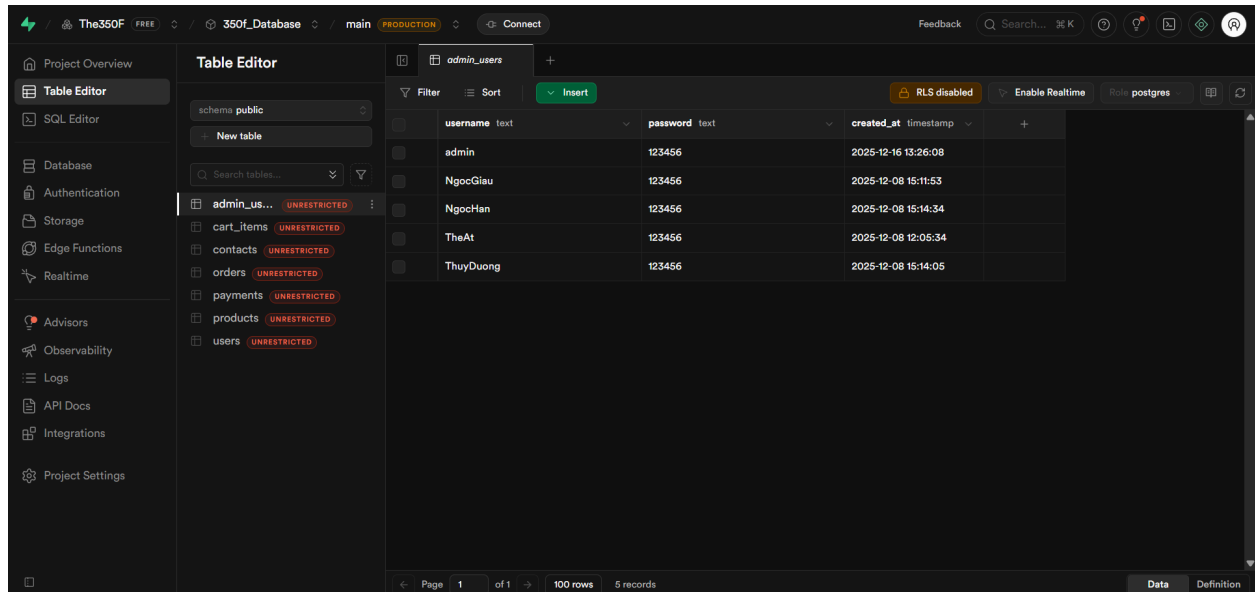 The350F FREE / 350f_Database / main PRODUCTION Connect Feedback Search... ⌘K
Project Overview
Table Editor
SQL Editor
Database
Authentication
Storage
Edge Functions
Realtime
Advisors
Observability
Logs
API Docs
Integrations
Project Settings
Table Editor
schema public
New table
Search tables...
admin_us... UNRESTRICTED
cart_items UNRESTRICTED
contacts UNRESTRICTED
orders UNRESTRICTED
payments UNRESTRICTED
products UNRESTRICTED
users UNRESTRICTED
admin_users
Filter Sort Insert RLS disabled Enable Realtime Role postgres
username text password text created_at timestamp
admin 123456 2025-12-16 13:26:08
NgocGiau 123456 2025-12-08 15:11:53
NgocHan 123456 2025-12-08 15:14:34
TheAt 123456 2025-12-08 12:05:34
ThuyDuong 123456 2025-12-08 15:14:05
Page 1 of 1 100 rows 5 records Data Definition